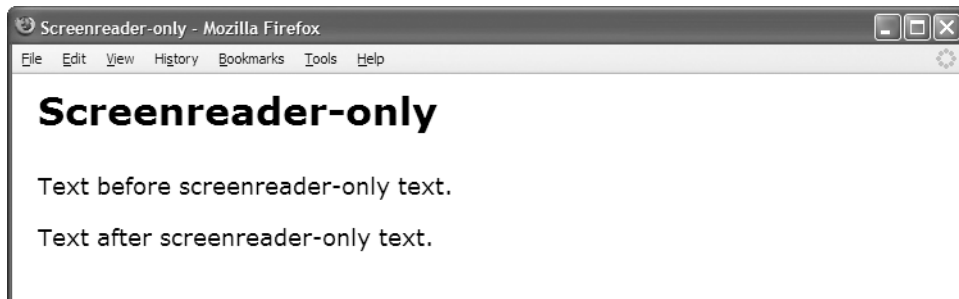 Screenreader-only - Mozilla Firefox
File Edit View History Bookmarks Tools Help
Screenreader-only
Text before screenreader-only text.
Text after screenreader-only text.